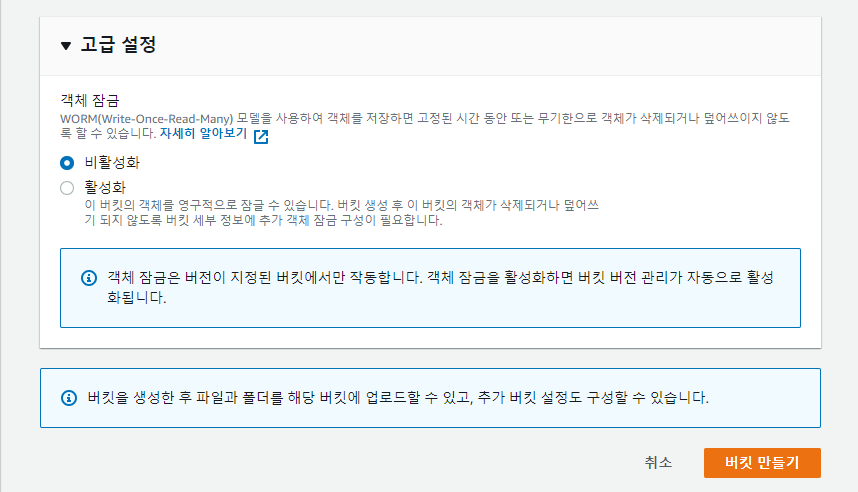 고급 설정
객체 잠금
WORM(Write-Once-Read-Many) 모델을 사용하여 객체를 저장하면 고정된 시간 동안 또는 무기한으로 객체가 삭제되거나 덮어쓰이지 않도
록 할 수 있습니다. 자세히 알아보기
비활성화
활성화
이 버킷의 객체를 영구적으로 잠글 수 있습니다. 버킷 생성 후 이 버킷의 객체가 삭제되거나 덮어쓰
기 되지 않도록 버킷 세부 정보에 추가 객체 잠금 구성이 필요합니다.
객체 잠금은 버전이 지정된 버킷에서만 작동합니다. 객체 잠금을 활성화하면 버킷 버전 관리가 자동으로 활성
화됩니다.
버킷을 생성한 후 파일과 폴더를 해당 버킷에 업로드할 수 있고, 추가 버킷 설정도 구성할 수 있습니다.
취소
버킷 만들기